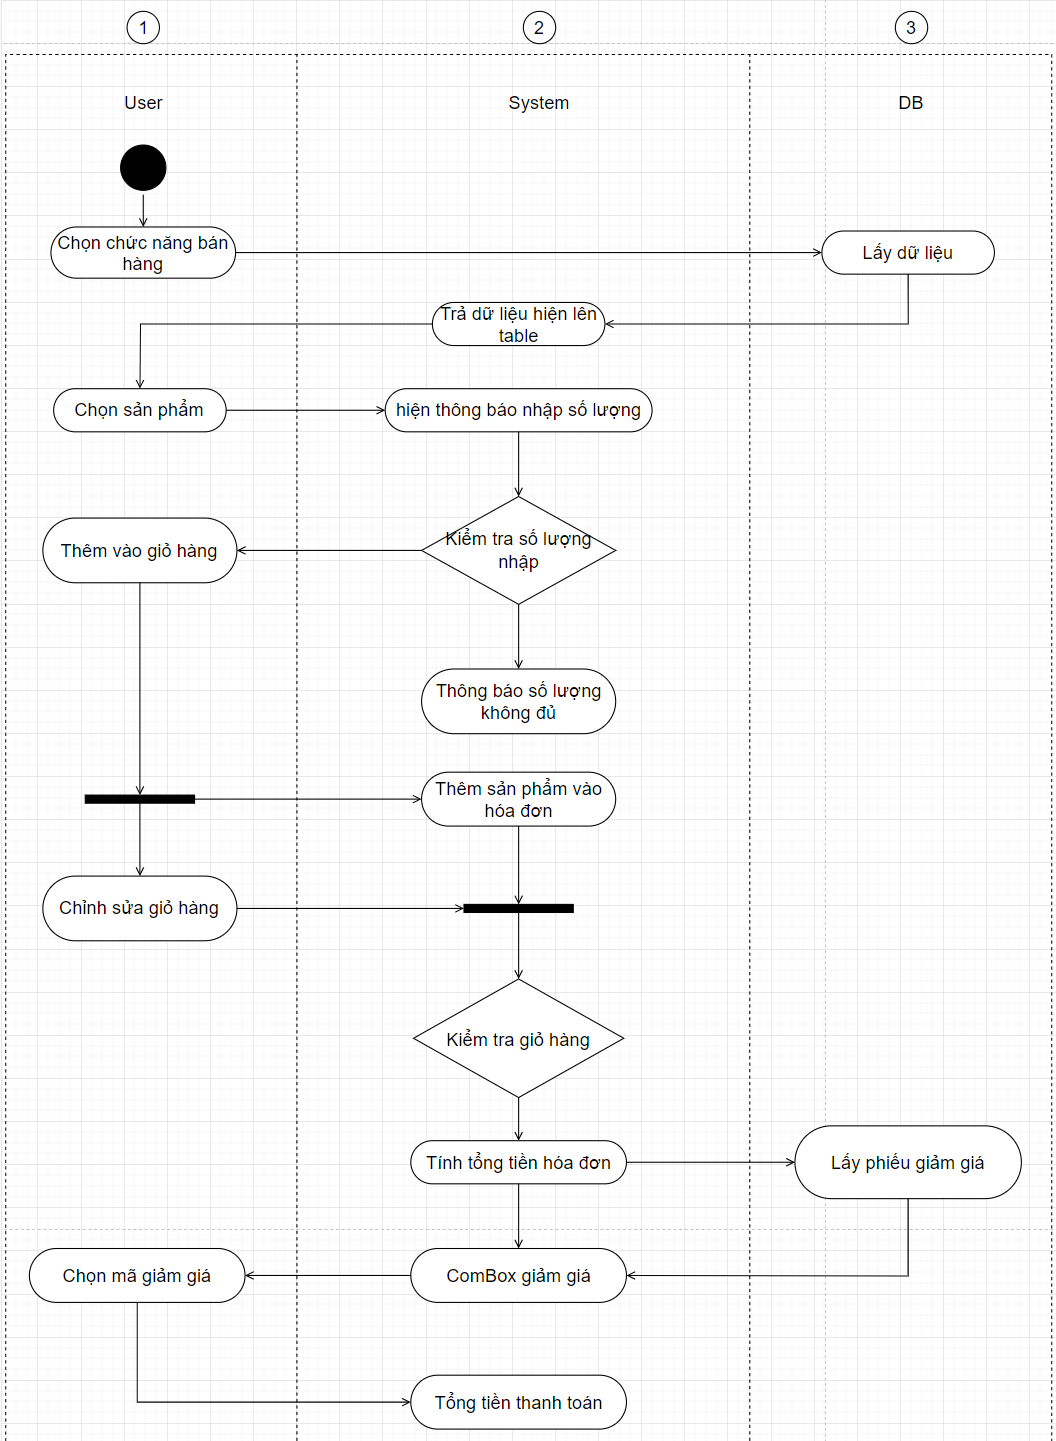 1
2
3
User
System
DB
Chọn chức năng bán
hàng
Lấy dữ liệu
Trả dữ liệu hiện lên
table
Chọn sản phẩm
hiện thông báo nhập số lượng
Kiểm tra số lượng
nhập
Thêm vào giỏ hàng
Thông báo số lượng
không đủ
Thêm sản phẩm vào
hóa đơn
Chỉnh sửa giỏ hàng
Kiểm tra giỏ hàng
Tính tổng tiền hóa đơn
Lấy phiếu giảm giá
Chọn mã giảm giá
ComBox giảm giá
Tổng tiền thanh toán